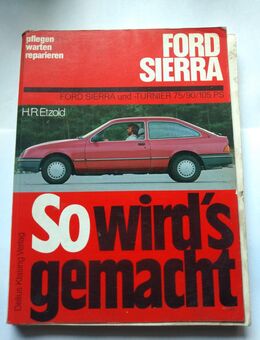 pflegen
warten
reparieren
FORD
SIERRA
FORD SIERRA und -TURNIER 75/90/105 PS
H.R.Etzold
So wird's
gemacht
Delius Klasing Verlag